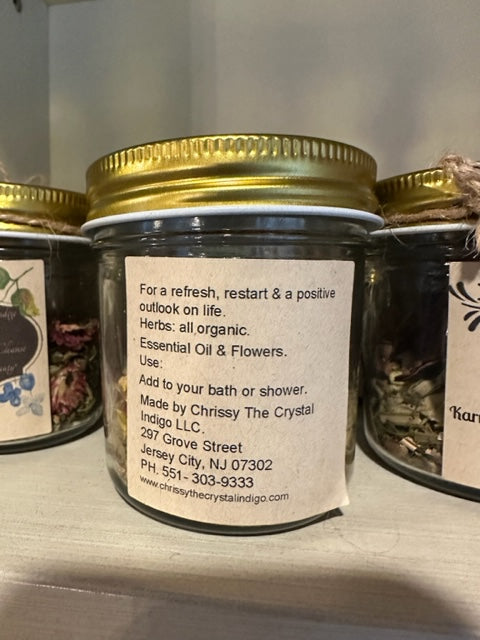 For a refresh, restart & a positive
outlook on life.
Herbs: all organic.
Essential Oil & Flowers.
Use:
Add to your bath or shower.
Made by Chrissy The Crystal
Indigo LLC.
297 Grove Street
Jersey City, NJ 07302
PH. 551- 303-9333
www.chrissythecrystalindigo.com